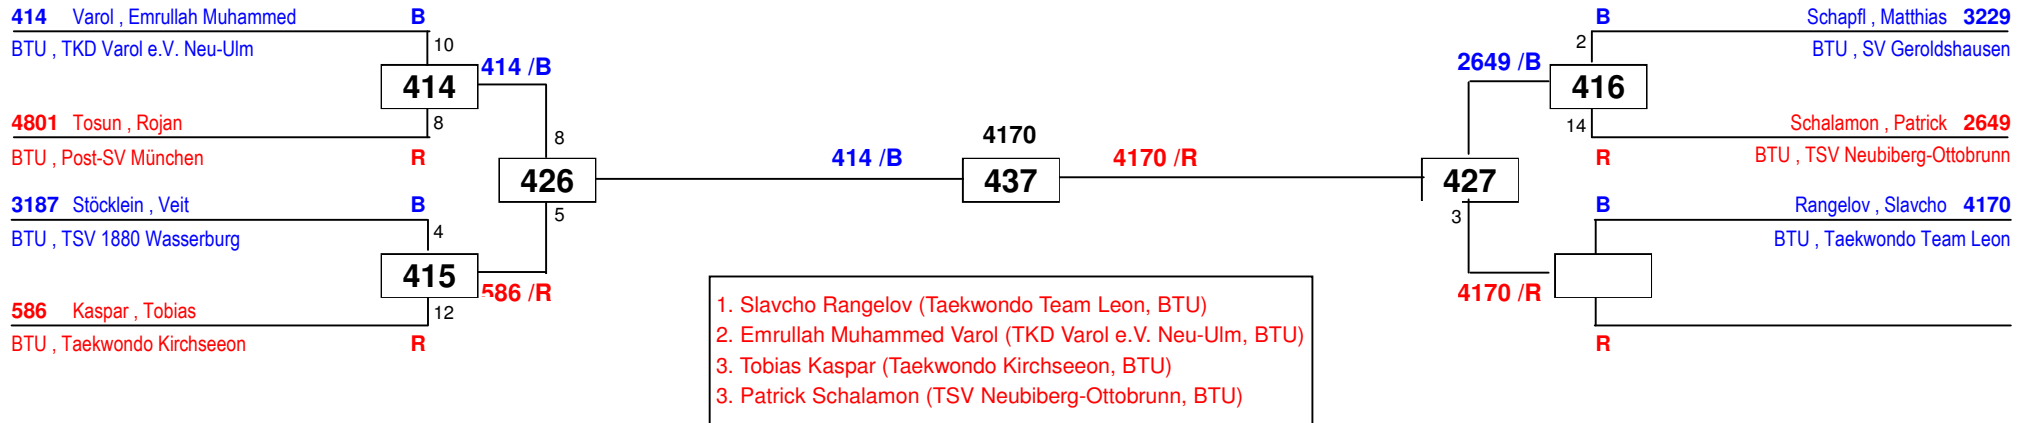 414 Varol , Emrullah Muhammed B
BTU , TKD Varol e.V. Neu-Ulm
10
414
414 /B
4801 Tosun , Rojan
8
BTU , Post-SV München R
8
426
5
3187 Stöcklein , Veit B
BTU , TSV 1880 Wasserburg
4
415
586 /R
586 Kaspar , Tobias
12
BTU , Taekwondo Kirchseeon R
414 /B
4170
437
4170 /R
B Schapfl , Matthias 3229
2
BTU , SV Geroldshausen
2649 /B
416
14
Schalamon , Patrick 2649
R BTU , TSV Neubiberg-Ottobrunn
427
3
B Rangelov , Slavcho 4170
BTU , Taekwondo Team Leon
4170 /R
R
1. Slavcho Rangelov (Taekwondo Team Leon, BTU)
2. Emrullah Muhammed Varol (TKD Varol e.V. Neu-Ulm, BTU)
3. Tobias Kaspar (Taekwondo Kirchseeon, BTU)
3. Patrick Schalamon (TSV Neubiberg-Ottobrunn, BTU)